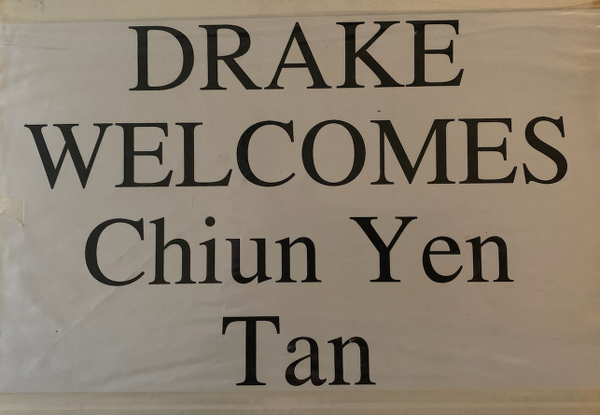 DRAKE
WELCOMES
Chiun Yen
Tan